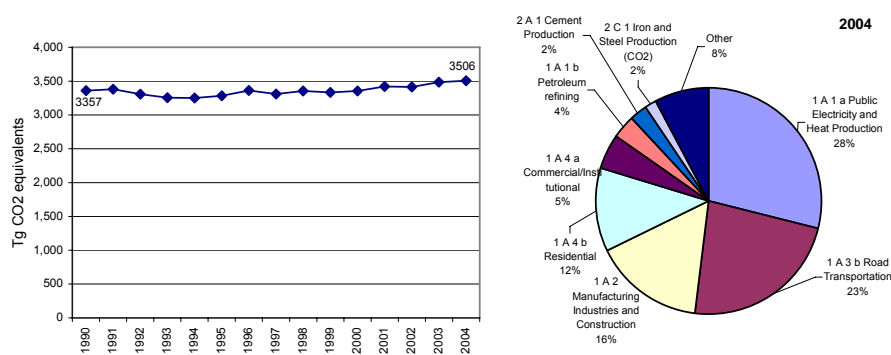 Tg CO2 equivalents
4,000
3,500
3,000
2,500
2,000
1,500
1,000
500
0
3357
3506
1990
1991
1992
1993
1994
1995
1996
1997
1998
1999
2000
2001
2002
2003
2004
2004
2 A 1 Cement
Production
2%
2 C 1 Iron and
Steel Production
(CO2)
2%
Other
8%
1 A 1 a Public
Electricity and
Heat Production
28%
1 A 3 b Road
Transportation
23%
1 A 2
Manufacturing
Industries and
Construction
16%
1 A 4 b
Residential
12%
1 A 4 a
Commercial/Insti
tutional
5%
1 A 1 b
Petroleum
refining
4%